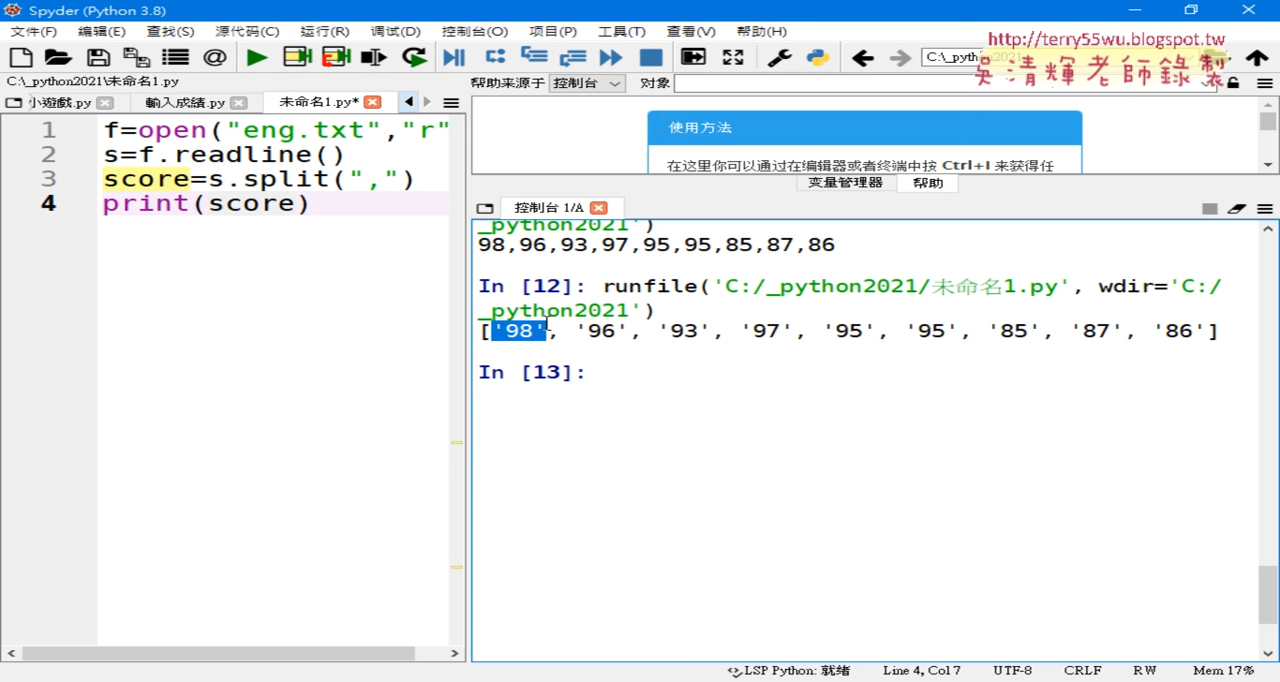 Spyder (Python 3.8)
文件(F) 编辑(E) 查找(S) 源代码(C) 运行(R) 调试(D) 控制台(O) 项目(P) 工具(T) 查看(V) 帮助(H)
http://terry55wu.blogspot.tw
C:\_pyth
吳清輝老師錄製
C:\_python2021\未命名1.py
帮助来源于 控制台 对象
小遊戲.py 輸入成績.py 未命名1.py*
1 f=open("eng.txt","r"
2 s=f.readline()
3 score=s.split(",")
4 print(score)
使用方法
在这里你可以通过在编辑器或者终端中按 Ctrl+I 来获得任
变量管理器 帮助
控制台 1/A
_python2021')
98,96,93,97,95,95,85,87,86
In [12]: runfile('C:/_python2021/未命名1.py', wdir='C:/
_python2021')
['98', '96', '93', '97', '95', '95', '85', '87', '86']
In [13]:
LSP Python: 就绪 Line 4, Col 7 UTF-8 CRLF RW Mem 17%